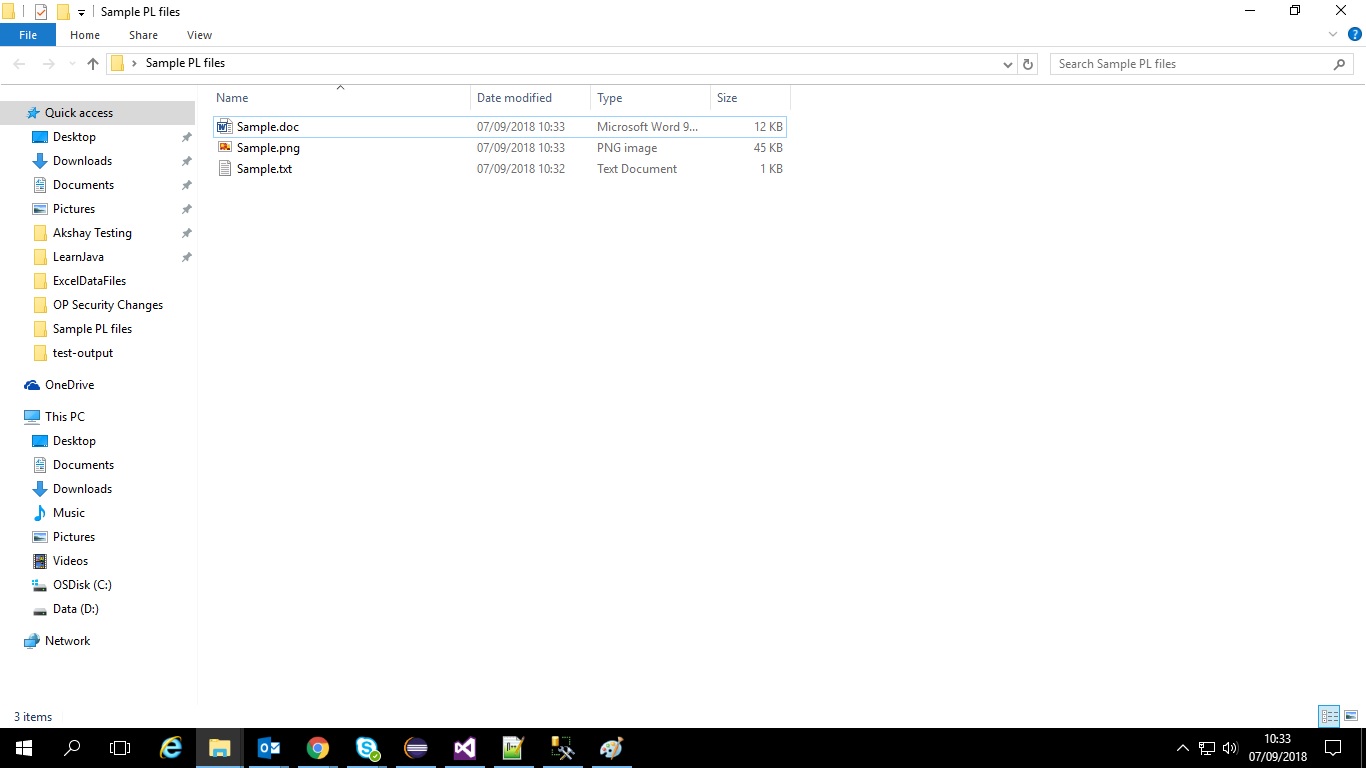 Sample PL files
File Home Share View
Sample PL files Search Sample PL files
Name Date modified Type Size
Quick access
Desktop
Downloads
Documents
Pictures
Akshay Testing
LearnJava
ExcelDataFiles
OP Security Changes
Sample PL files
test-output
OneDrive
This PC
Desktop
Documents
Downloads
Music
Pictures
Videos
OSDisk (C:)
Data (D:)
Network
Sample.doc 07/09/2018 10:33 Microsoft Word 9... 12 KB
Sample.png 07/09/2018 10:33 PNG image 45 KB
Sample.txt 07/09/2018 10:32 Text Document 1 KB
3 items
10:33
07/09/2018